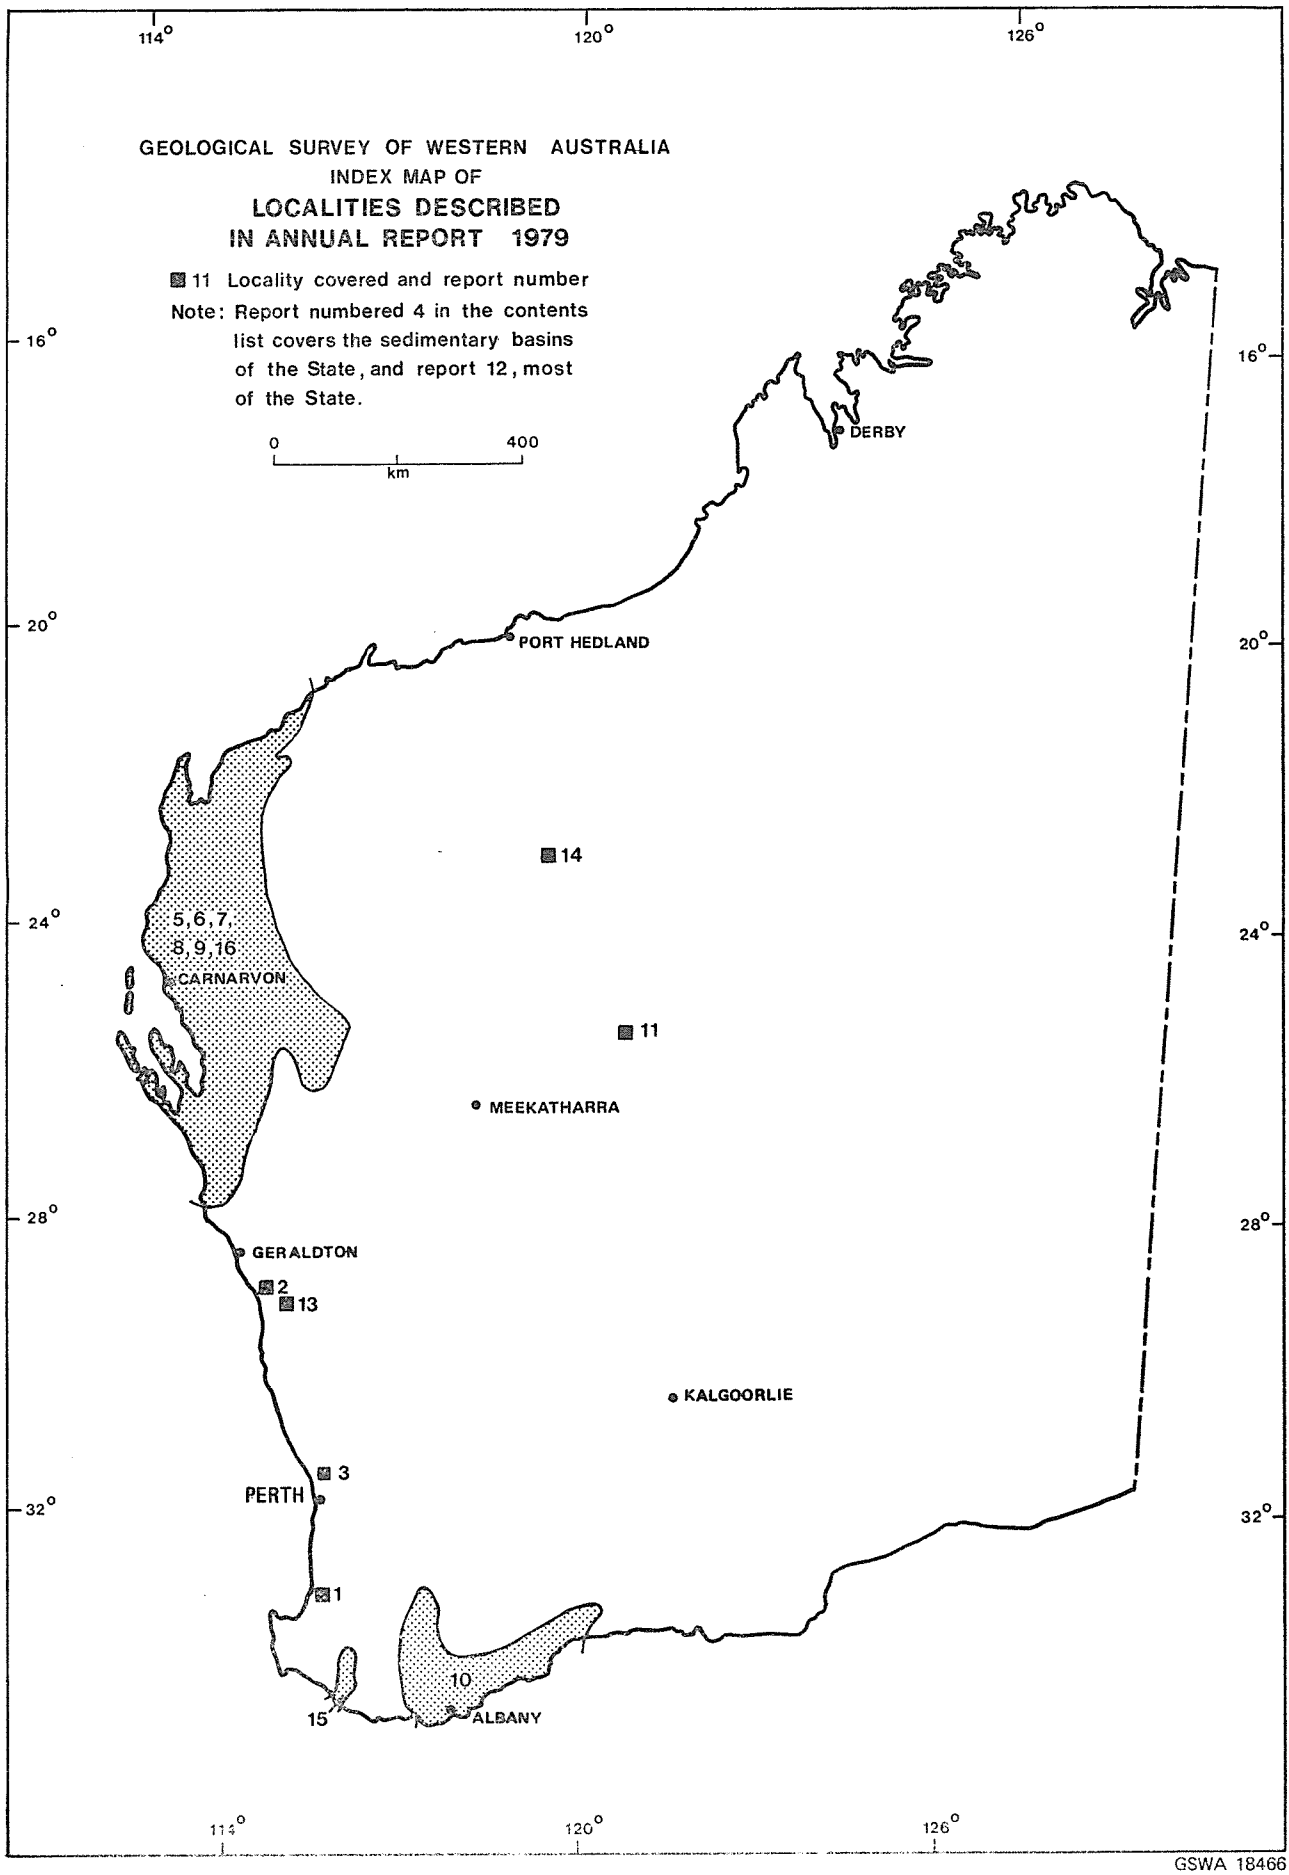 114° 120° 126°
GEOLOGICAL SURVEY OF WESTERN AUSTRALIA
INDEX MAP OF
LOCALITIES DESCRIBED
IN ANNUAL REPORT 1979
11 Locality covered and report number
Note: Report numbered 4 in the contents
list covers the sedimentary basins
of the State, and report 12, most
of the State.
0 400
km
16° 16°
DERBY
20° 20°
PORT HEDLAND
14
24° 24°
5,6,7,
8,9,16
CARNARVON
11
MEEKATHARRA
28° 28°
GERALDTON
2
13
KALGOORLIE
3
PERTH
32° 32°
1
10
15
ALBANY
114° 120° 126°
GSWA 18466